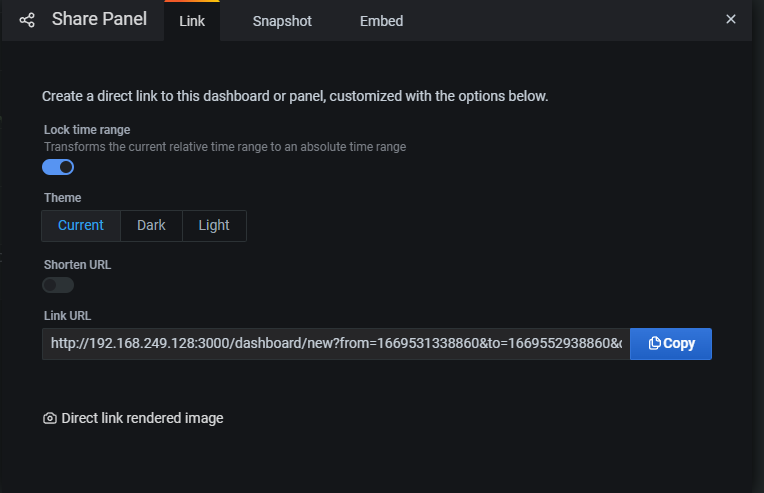 Share Panel
Link
Snapshot
Embed
Create a direct link to this dashboard or panel, customized with the options below.
Lock time range
Transforms the current relative time range to an absolute time range
Theme
Current
Dark
Light
Shorten URL
Link URL
http://192.168.249.128:3000/dashboard/new?from=1669531338860&to=1669552938860&
Copy
Direct link rendered image